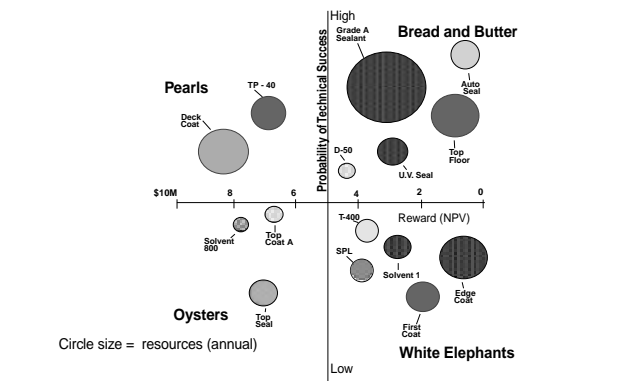 High
Bread and Butter
Grade A
Sealant
Probability of Technical Success
Auto
Seal
Pearls
TP - 40
Deck
Coat
D-50
U.V. Seal
Top
Floor
$10M
8
6
4
2
0
Reward (NPV)
T-400
Solvent
800
Top
Coat A
SPL
Solvent 1
Edge
Coat
Top
Seal
First
Coat
Oysters
White Elephants
Circle size = resources (annual)
Low